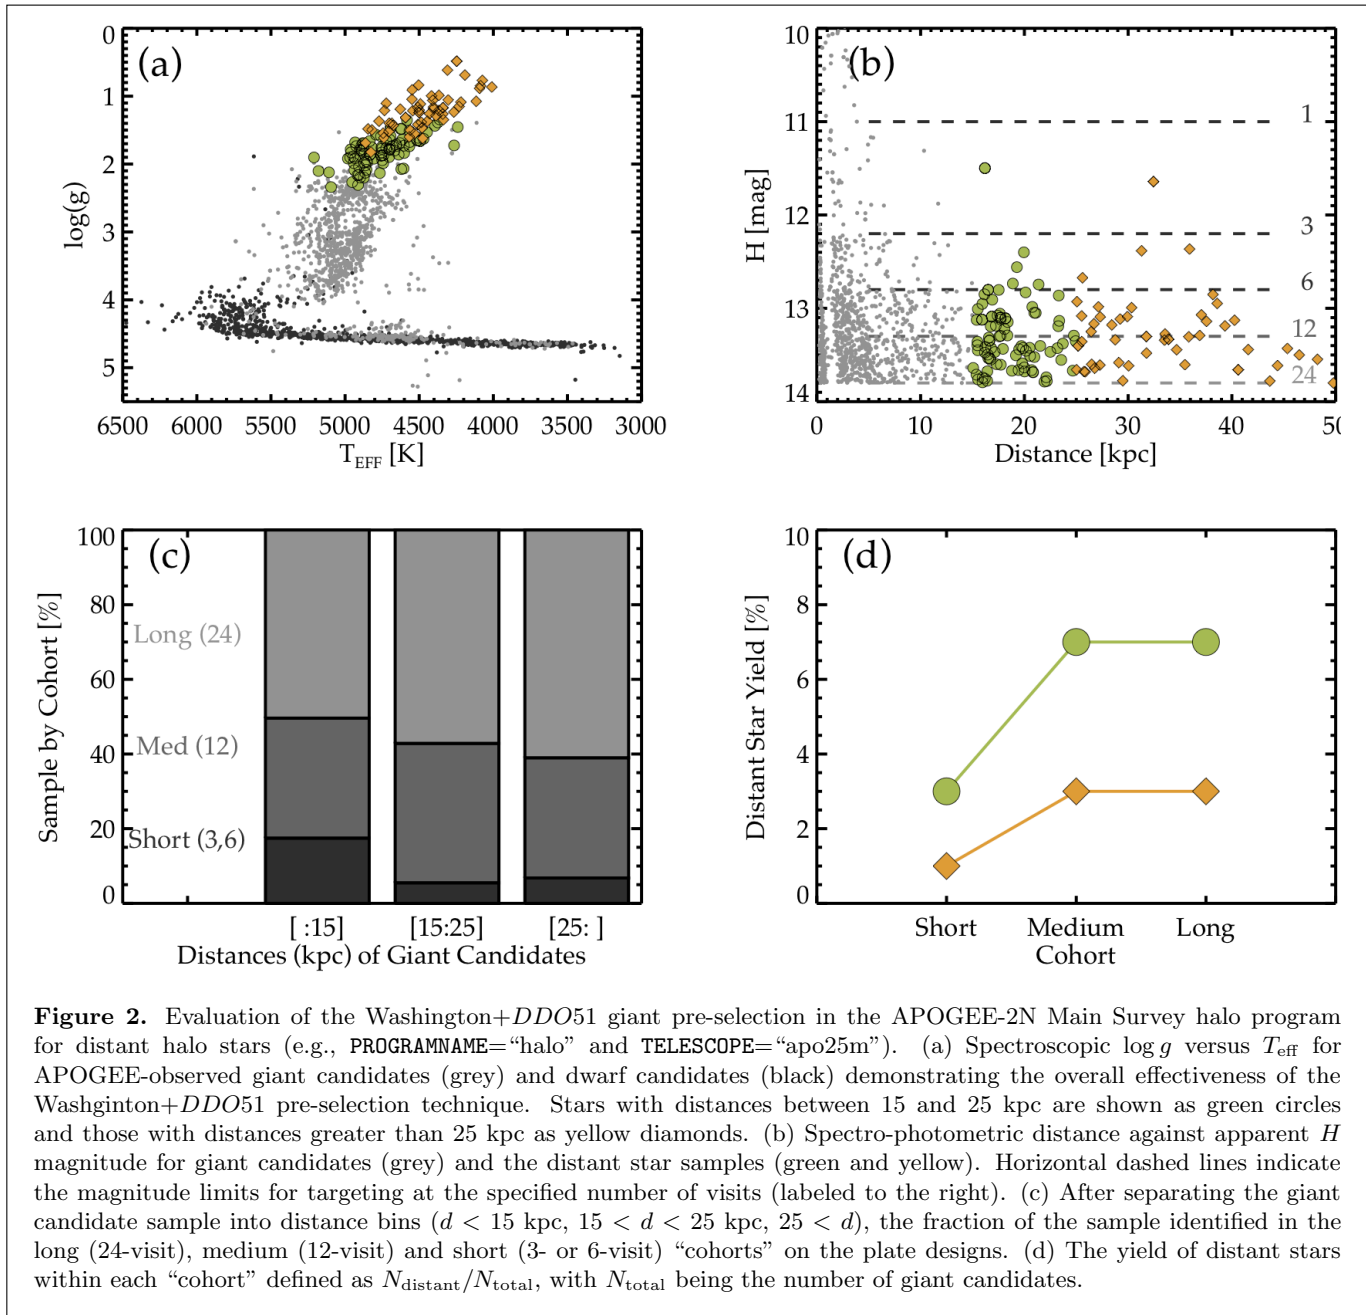 (a)
0
1
2
3
4
5
log(g)
6500 6000 5500 5000 4500 4000 3500 3000
T_EFF [K]
(b)
10
11
12
13
14
H [mag]
1
3
6
12
24
0 10 20 30 40 50
Distance [kpc]
(c)
100
80
60
40
20
0
Sample by Cohort [%]
Long (24)
Med (12)
Short (3,6)
[ :15] [15:25] [25: ]
Distances (kpc) of Giant Candidates
(d)
10
8
6
4
2
0
Distant Star Yield [%]
Short Medium Long
Cohort
Figure 2. Evaluation of the Washington+DDO51 giant pre-selection in the APOGEE-2N Main Survey halo program
for distant halo stars (e.g., PROGRAMNAME=“halo” and TELESCOPE=“apo25m”). (a) Spectroscopic log g versus T_eff for
APOGEE-observed giant candidates (grey) and dwarf candidates (black) demonstrating the overall effectiveness of the
Washginton+DDO51 pre-selection technique. Stars with distances between 15 and 25 kpc are shown as green circles
and those with distances greater than 25 kpc as yellow diamonds. (b) Spectro-photometric distance against apparent H
magnitude for giant candidates (grey) and the distant star samples (green and yellow). Horizontal dashed lines indicate
the magnitude limits for targeting at the specified number of visits (labeled to the right). (c) After separating the giant
candidate sample into distance bins (d < 15 kpc, 15 < d < 25 kpc, 25 < d), the fraction of the sample identified in the
long (24-visit), medium (12-visit) and short (3- or 6-visit) “cohorts” on the plate designs. (d) The yield of distant stars
within each “cohort” defined as N_distant/N_total, with N_total being the number of giant candidates.